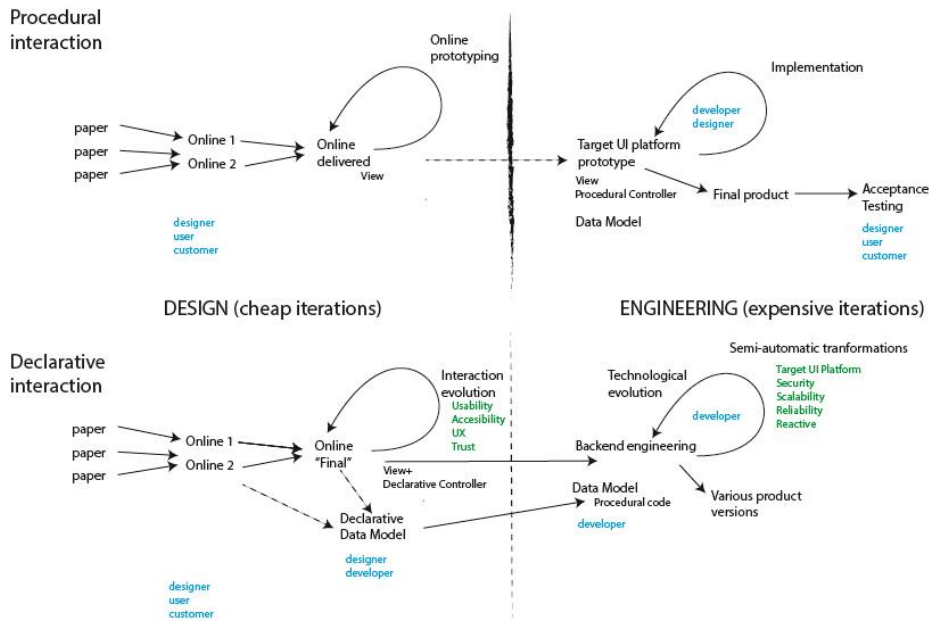 Procedural
interaction
Online
prototyping
Implementation
paper
paper
paper
Online 1
Online 2
Online
delivered
View
developer
designer
Target UI platform
prototype
View
Procedural Controller
Data Model
Final product
Acceptance
Testing
designer
user
customer
designer
user
customer
DESIGN (cheap iterations)
ENGINEERING (expensive iterations)
Declarative
interaction
Semi-automatic tranformations
Interaction
evolution
Usability
Accesibility
UX
Trust
Technological
evolution
Target UI Platform
Security
Scalability
Reliability
Reactive
developer
paper
paper
paper
Online 1
Online 2
Online
"Final"
View+
Declarative Controller
Backend engineering
Data Model
Procedural code
developer
Various product
versions
Declarative
Data Model
designer
developer
designer
user
customer